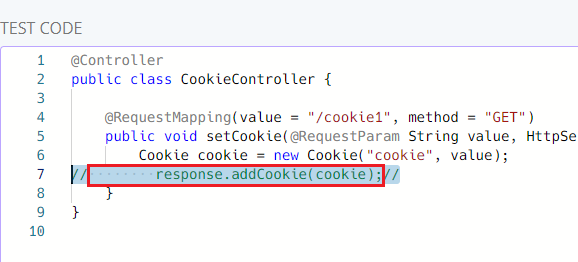 TEST CODE
1 @Controller
2 public class CookieController {
3
4 @RequestMapping(value = "/cookie1", method = "GET")
5 public void setCookie(@RequestParam String value, HttpSe
6 Cookie cookie = new Cookie("cookie", value);
7 // response.addCookie(cookie);//
8 }
9 }
10